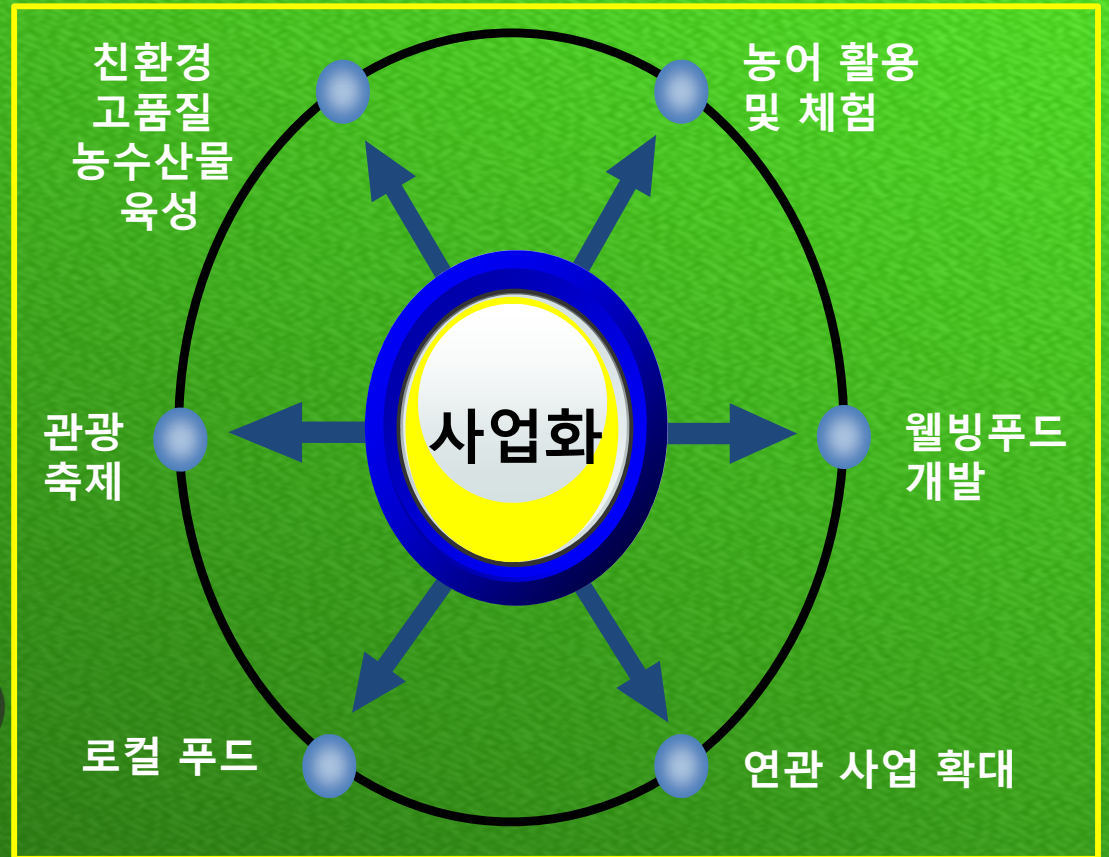 친환경
고품질
농수산물
육성
농어 활용
및 체험
관광
축제
사업화
웰빙푸드
개발
로컬 푸드
연관 사업 확대